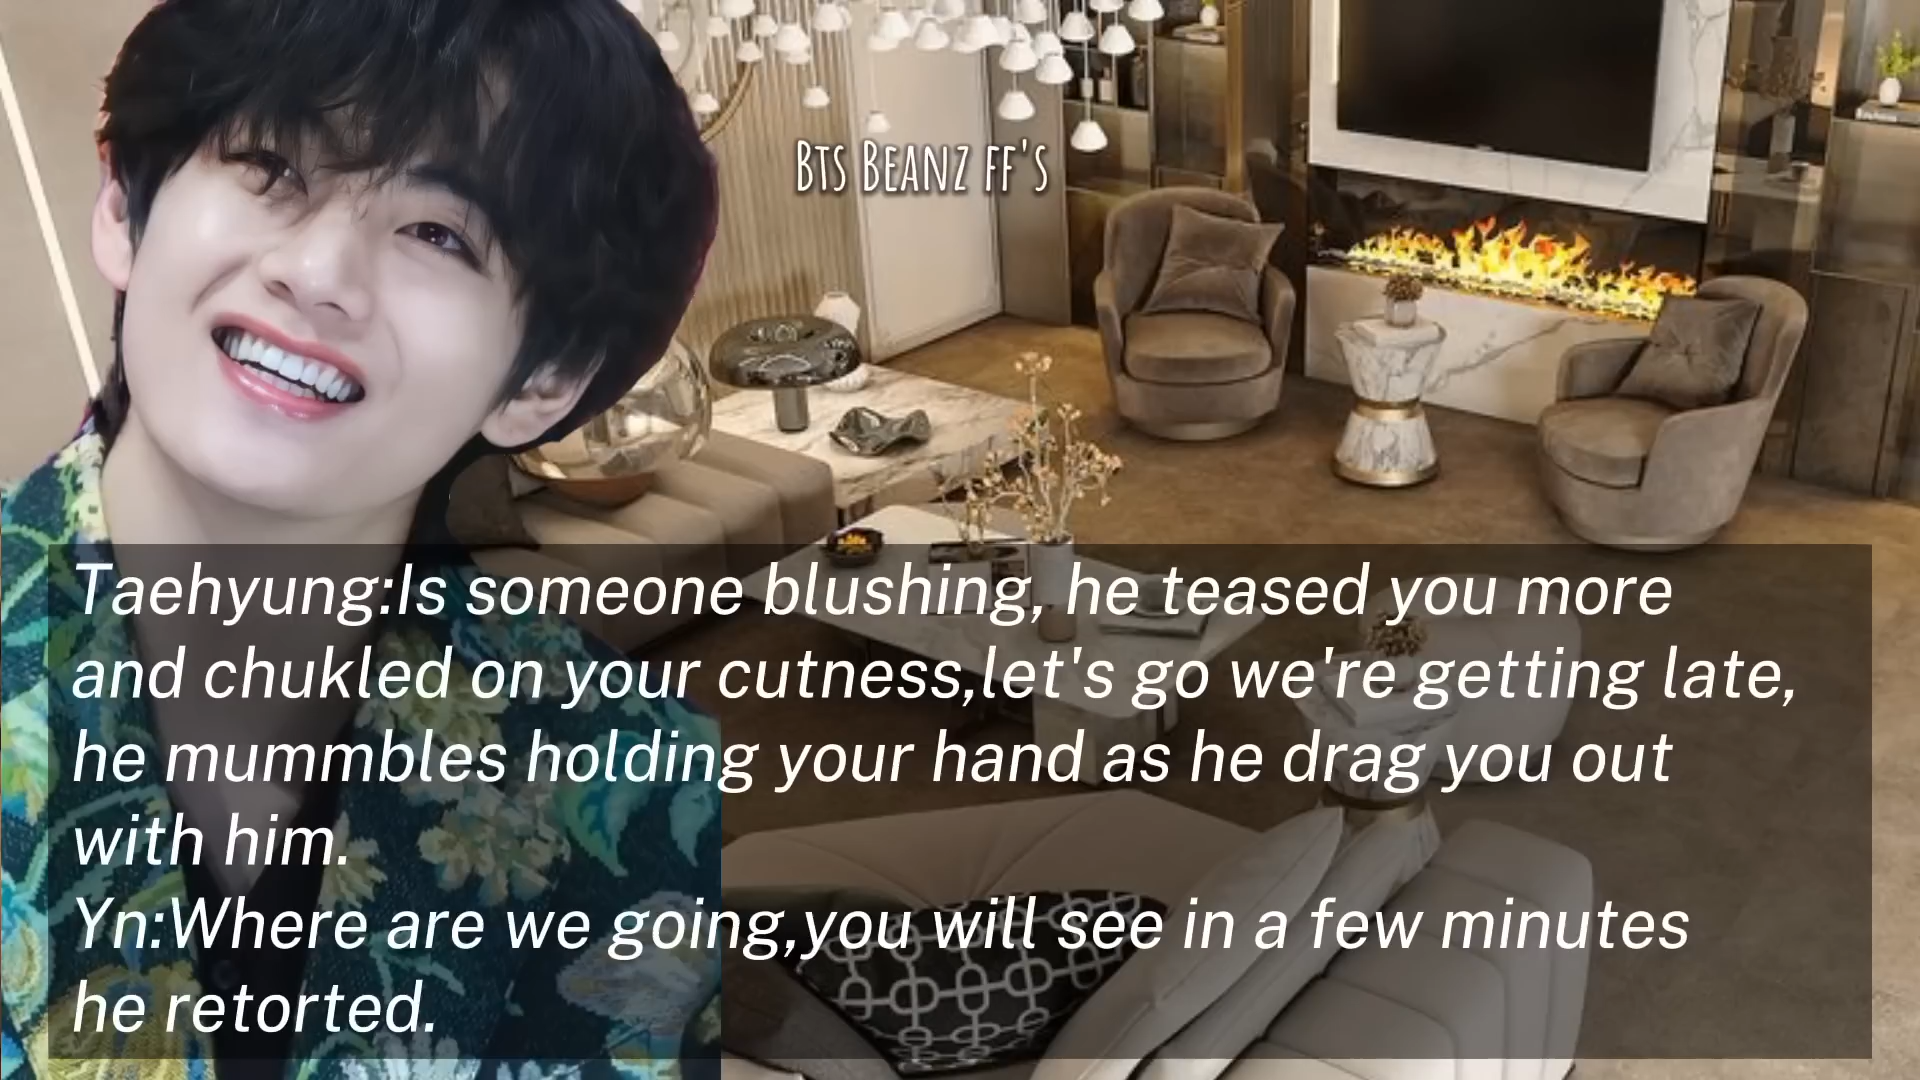 Bts Beanz ff's
Taehyung:Is someone blushing, he teased you more
and chukled on your cutness,let's go we're getting late,
he mummbles holding your hand as he drag you out
with him.
Yn:Where are we going,you will see in a few minutes
he retorted.